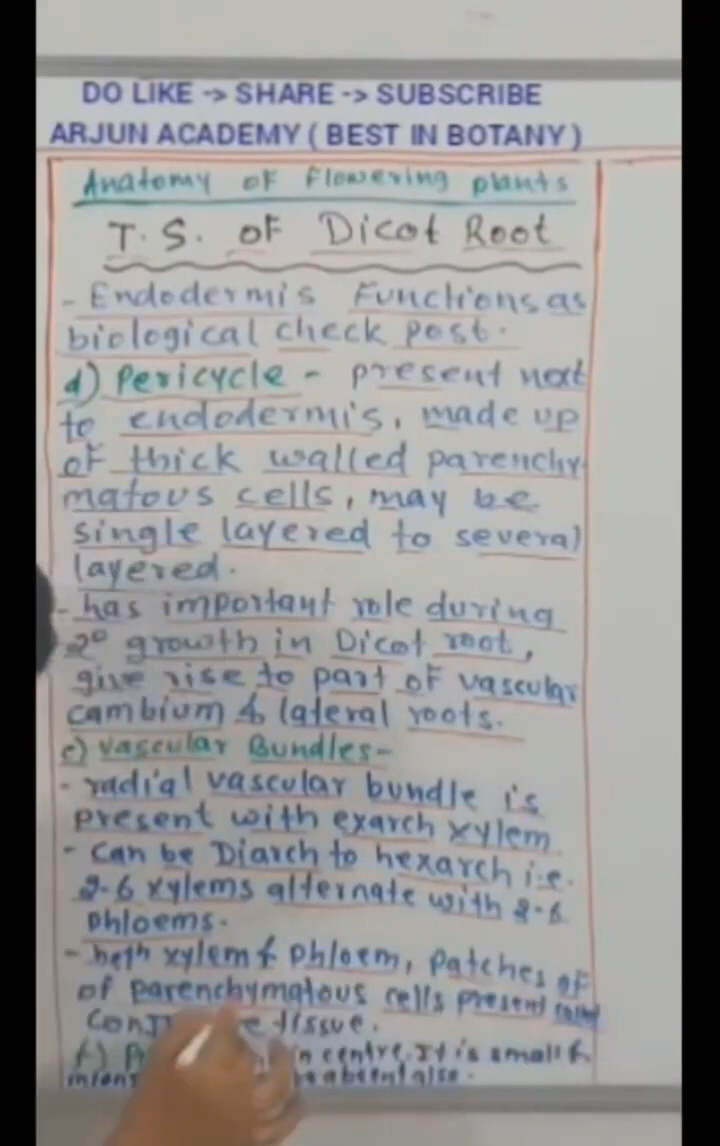 DO LIKE -> SHARE -> SUBSCRIBE
ARJUN ACADEMY ( BEST IN BOTANY )
Anatomy of Flowering plants
T.S. of Dicot Root
- Endodermis Functions as
biological check post.
d) Pericycle - present next
to endodermis, made up
of thick walled parenchy
matous cells, may be
single layered to several
layered.
- has important role during
2° growth in Dicot root,
give rise to part of vascular
cambium & lateral roots.
e) Vascular Bundles-
- radial vascular bundle is
present with exarch xylem
- Can be Diarch to hexarch i.e.
2-6 xylems alternate with 2-6
phloems.
- beth xylem & phloem, patches of
of parenchymatous cells present
tissue.
f) in centre. It is small &
absent also.